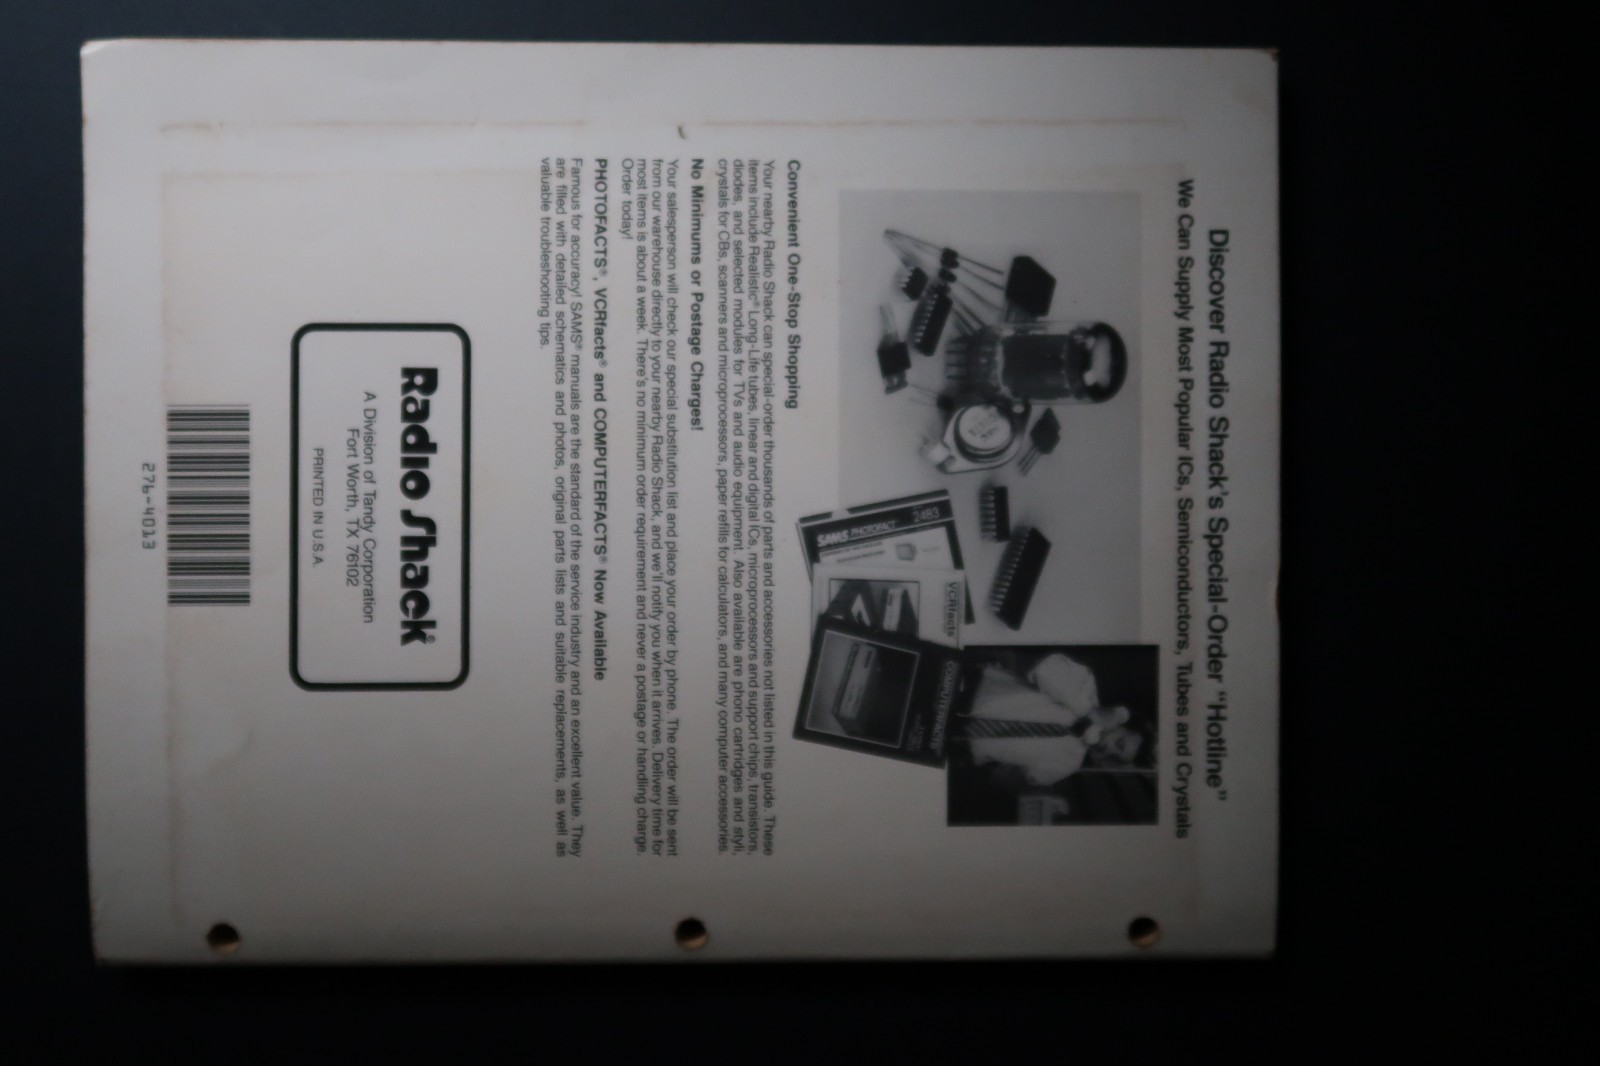 Discover Radio Shack's Special-Order "Hotline"
We Can Supply Most Popular ICs, Semiconductors, Tubes and Crystals
2483
SAMS PHOTOFACT
VCRfacts
COMPUTERFACTS
Convenient One-Stop Shopping
Your nearby Radio Shack can special-order thousands of parts and accessories not listed in this guide. These
items include Realistic® Long-Life tubes, linear and digital ICs, microprocessors and support chips, transistors,
diodes, and selected modules for TVs and audio equipment. Also available are phono cartridges and styli,
crystals for CBs, scanners and microprocessors, paper refills for calculators, and many computer accessories.
No Minimums or Postage Charges!
Your salesperson will check our special substitution list and place your order by phone. The order will be sent
from our warehouse directly to your nearby Radio Shack, and we'll notify you when it arrives. Delivery time for
most items is about a week. There's no minimum order requirement and never a postage or handling charge.
Order today!
PHOTOFACTS®, VCRfacts® and COMPUTERFACTS® Now Available
Famous for accuracy! SAMS® manuals are the standard of the service industry and an excellent value. They
are filled with detailed schematics and photos, original parts lists and suitable replacements, as well as
valuable troubleshooting tips.
Radio Shack®
A Division of Tandy Corporation
Fort Worth, TX 76102
PRINTED IN U.S.A.
276-4013